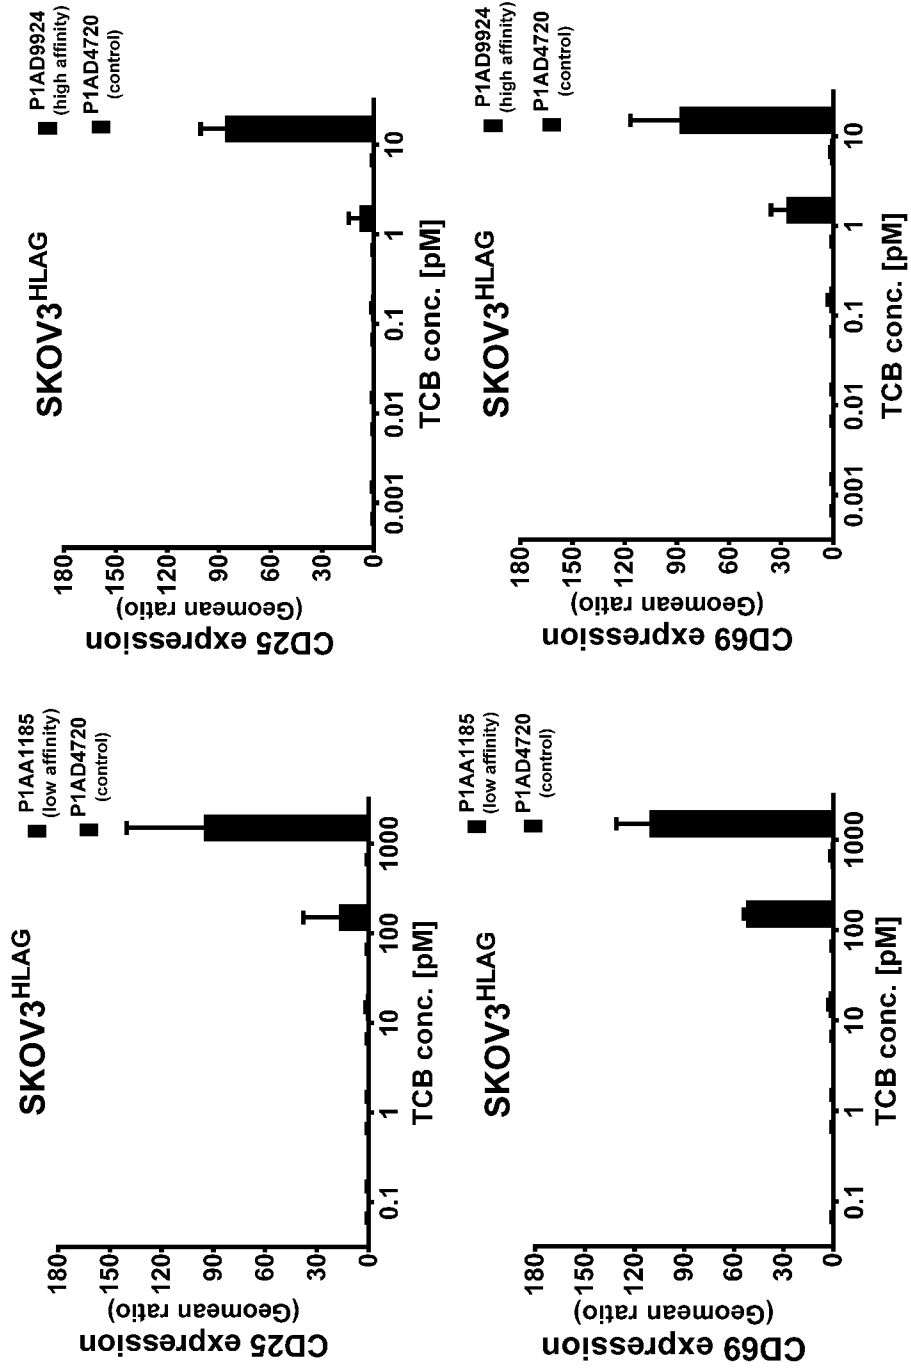 SKOV3HLAG
P1AA1185
(low affinity)
P1AD4720
(control)
CD25 expression
(Geomean ratio)
180
150
120
90
60
30
0
0.1
1
10
100
1000
TCB conc. [pM]
SKOV3HLAG
P1AD9924
(high affinity)
P1AD4720
(control)
CD25 expression
(Geomean ratio)
180
150
120
90
60
30
0
0.001
0.01
0.1
1
10
TCB conc. [pM]
SKOV3HLAG
P1AA1185
(low affinity)
P1AD4720
(control)
CD69 expression
(Geomean ratio)
180
150
120
90
60
30
0
0.1
1
10
100
1000
TCB conc. [pM]
SKOV3HLAG
P1AD9924
(high affinity)
P1AD4720
(control)
CD69 expression
(Geomean ratio)
180
150
120
90
60
30
0
0.001
0.01
0.1
1
10
TCB conc. [pM]